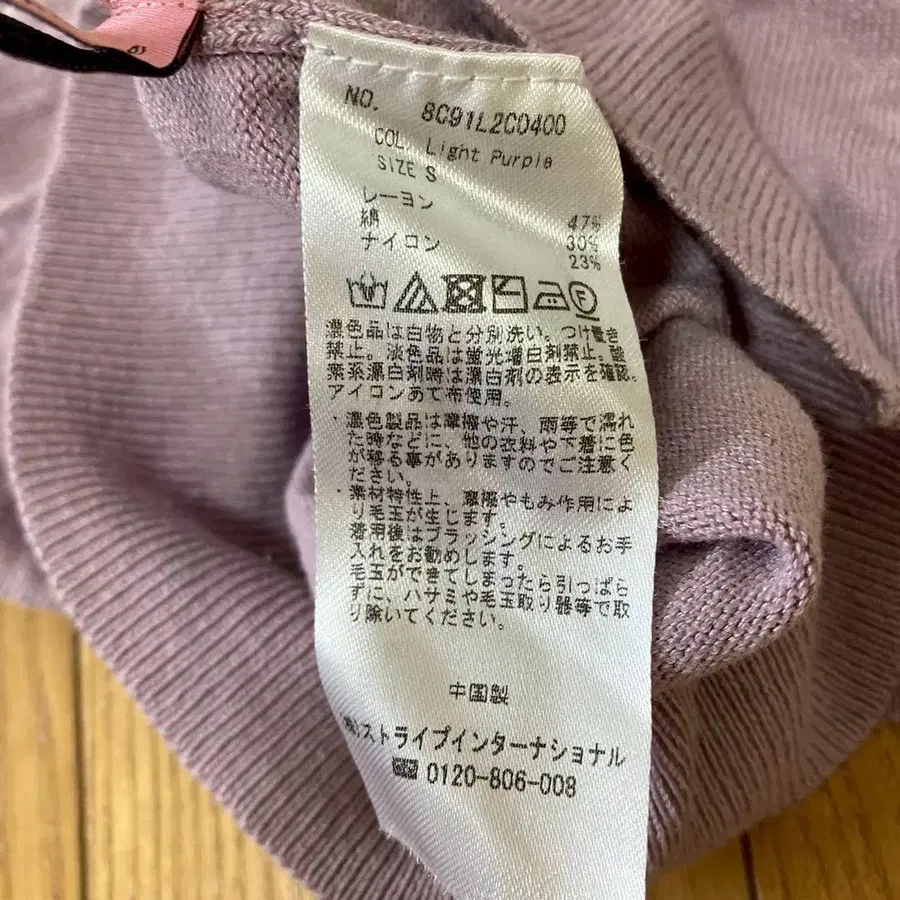 NO. 8C91L2C0400
COL. Light Purple
SIZE S
レーヨン 47%
綿 30%
ナイロン 23%
F
濃色品は白物と分別洗い。つけ置き
禁止。淡色品は蛍光増白剤禁止。酸
素系漂白剤時は漂白剤の表示を確認。
アイロンあて布使用。
・濃色製品は摩擦や汗、雨等で濡れ
た時などに、他の衣料や下着に色
が移る事がありますのでご注意く
ださい。
・素材特性上、摩擦やもみ作用によ
り毛玉が生じます。
着用後はブラッシングによるお手
入れをお勧めします。
毛玉ができてしまったら引っぱら
ずに、ハサミや毛玉取り器等で取
り除いてください。
中国製
㈱ストライプインターナショナル
0120-806-008